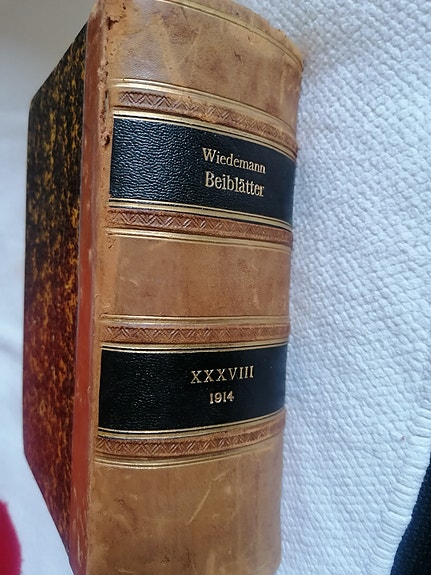 Wiedemann
Beiblätter
XXXVIII
1914